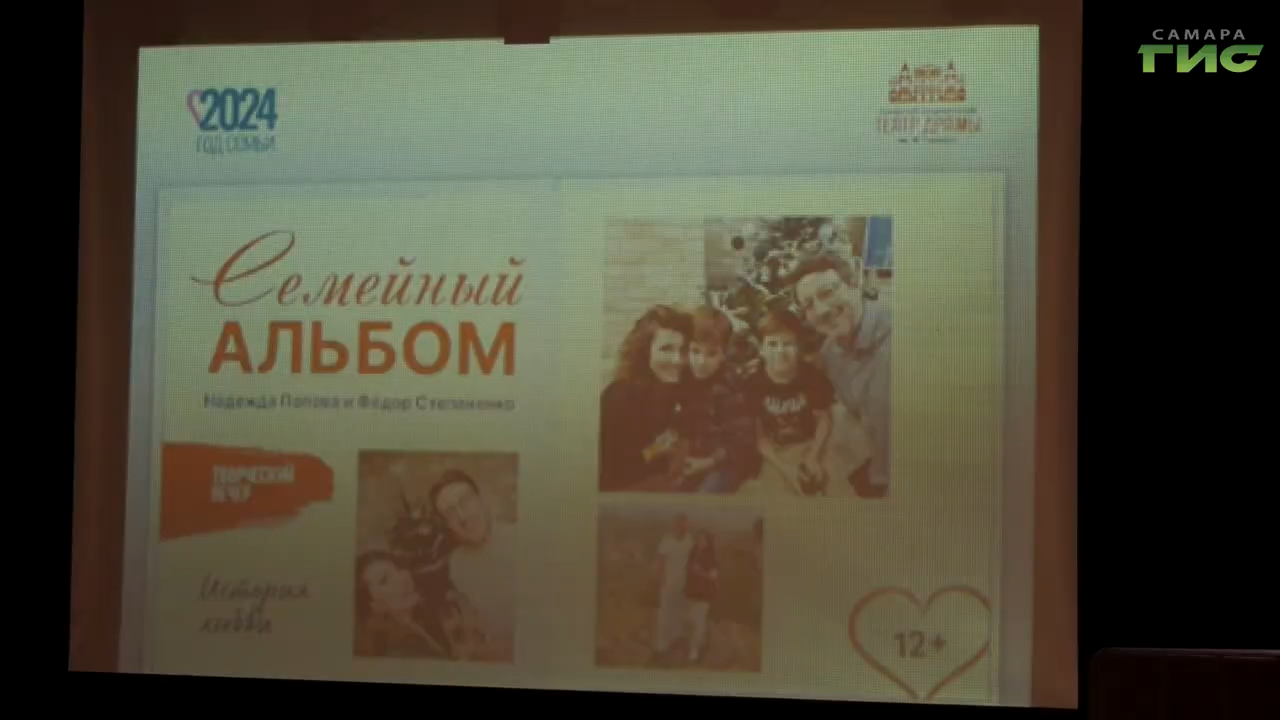 САМАРА
ГИС
2024
ГОД СЕМЬИ
ТЕАТР ДРАМЫ
Семейный
АЛЬБОМ
Надежда Попова и Фёдор Степаненко
ТВОРЧЕСКИЙ
ВЕЧЕР
История
любви
12+